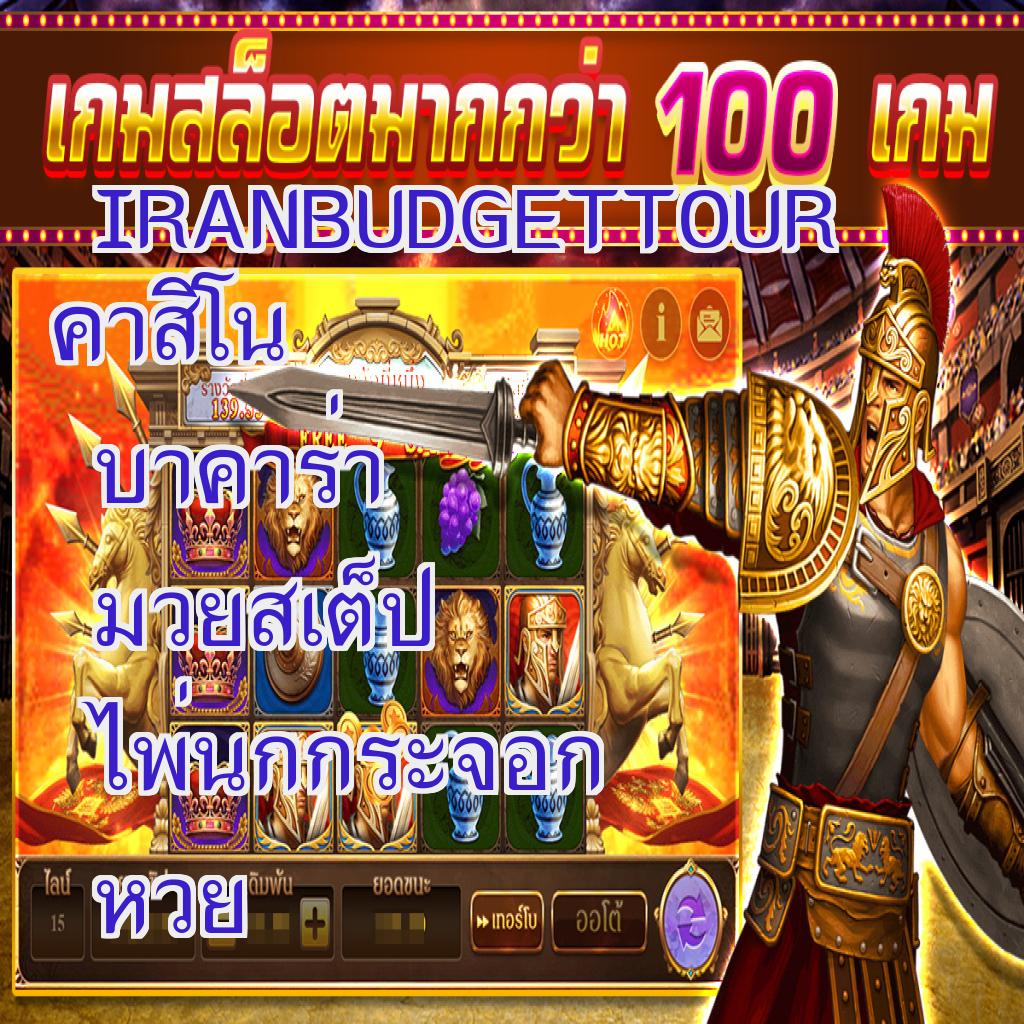 เกมสล็อตมากกว่า 100 เกม
IRANBUDGETTOUR
คาสิโน
HOT
i
บาคาร่า
มวยสเต็ป
ไพ่นกกระจอก
หวย
ไลน์
15
ยอดชนะ
เทอร์โบ
ออโต้